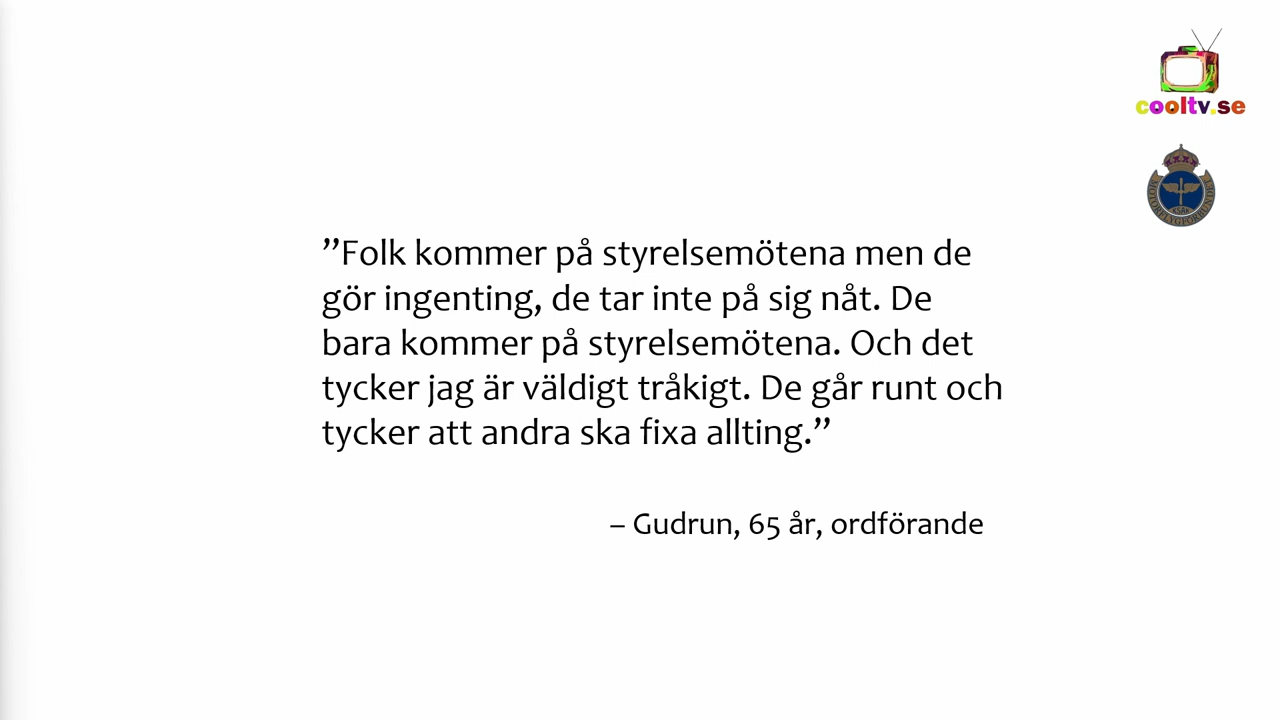 cooltv.se
MOTORFLYGFÖRBUNDET
KSAK
”Folk kommer på styrelsemötena men de
gör ingenting, de tar inte på sig nåt. De
bara kommer på styrelsemötena. Och det
tycker jag är väldigt tråkigt. De går runt och
tycker att andra ska fixa allting.”
– Gudrun, 65 år, ordförande